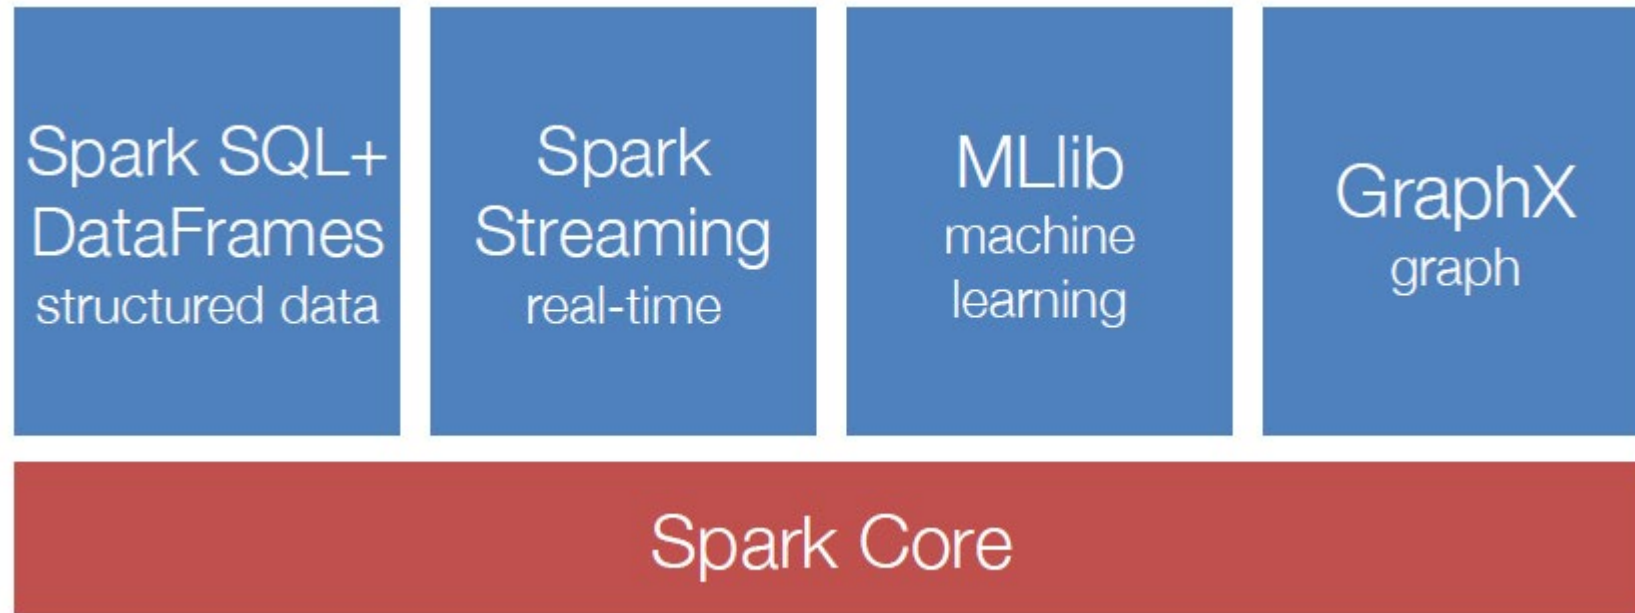 Spark SQL+
DataFrames
structured data
Spark
Streaming
real-time
MLlib
machine
learning
GraphX
graph
Spark Core